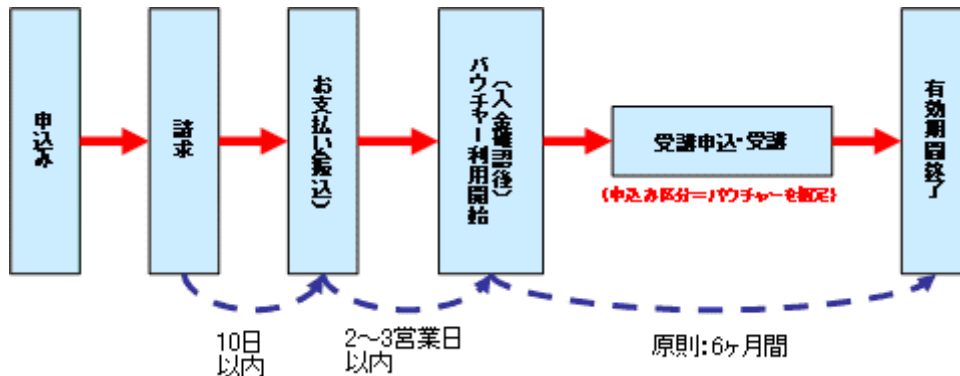 申込み
請求
お支払い(振込)
バウチャー利用開始
(入金確認後)
受講申込・受講
(申込み区分=バウチャーを指定)
有効期間終了
10日
以内
2~3営業日
以内
原則:6ヶ月間